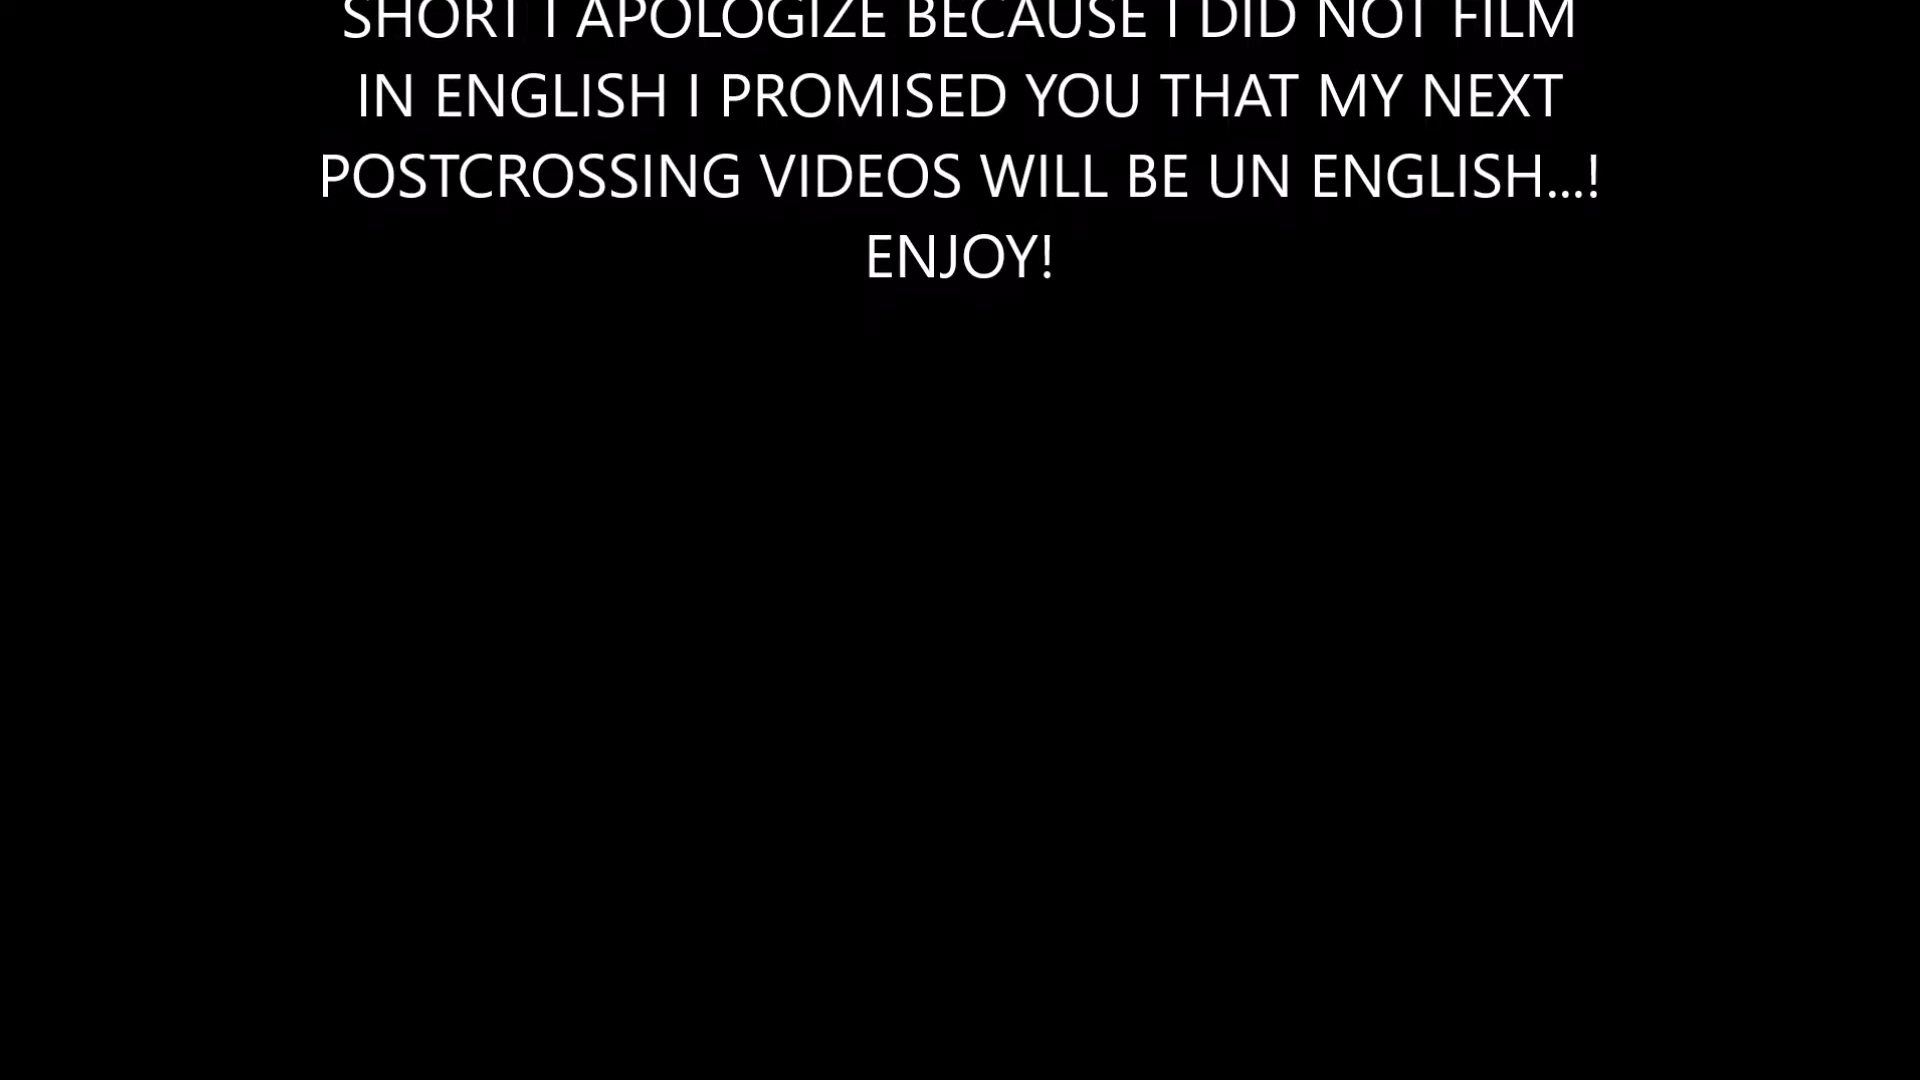 SHORT I APOLOGIZE BECAUSE I DID NOT FILM
IN ENGLISH I PROMISED YOU THAT MY NEXT
POSTCROSSING VIDEOS WILL BE UN ENGLISH...!
ENJOY!